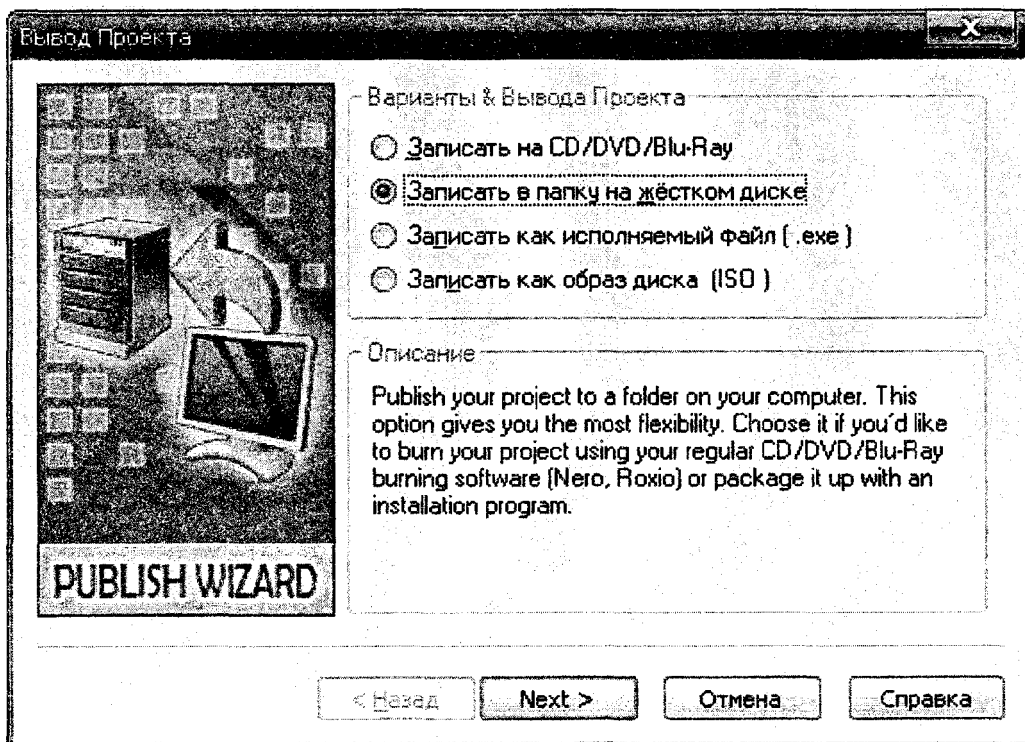 Вывод Проекта
Варианты & Вывода Проекта
Записать на CD/DVD/Blu-Ray
Записать в папку на жёстком диске
Записать как исполняемый файл ( .exe )
Записать как образ диска (ISO )
Описание
Publish your project to a folder on your computer. This
option gives you the most flexibility. Choose it if you'd like
to burn your project using your regular CD/DVD/Blu-Ray
burning software (Nero, Roxio) or package it up with an
installation program.
PUBLISH WIZARD
< Назад
Next >
Отмена
Справка